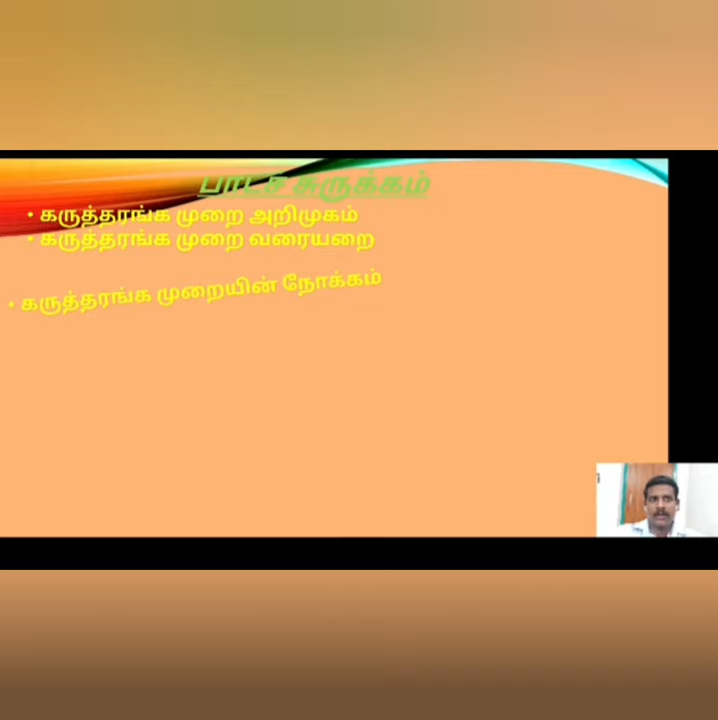 பாடச் சுருக்கம்
• கருத்தரங்க முறை அறிமுகம்
• கருத்தரங்க முறை வரையறை
• கருத்தரங்க முறையின் நோக்கம்